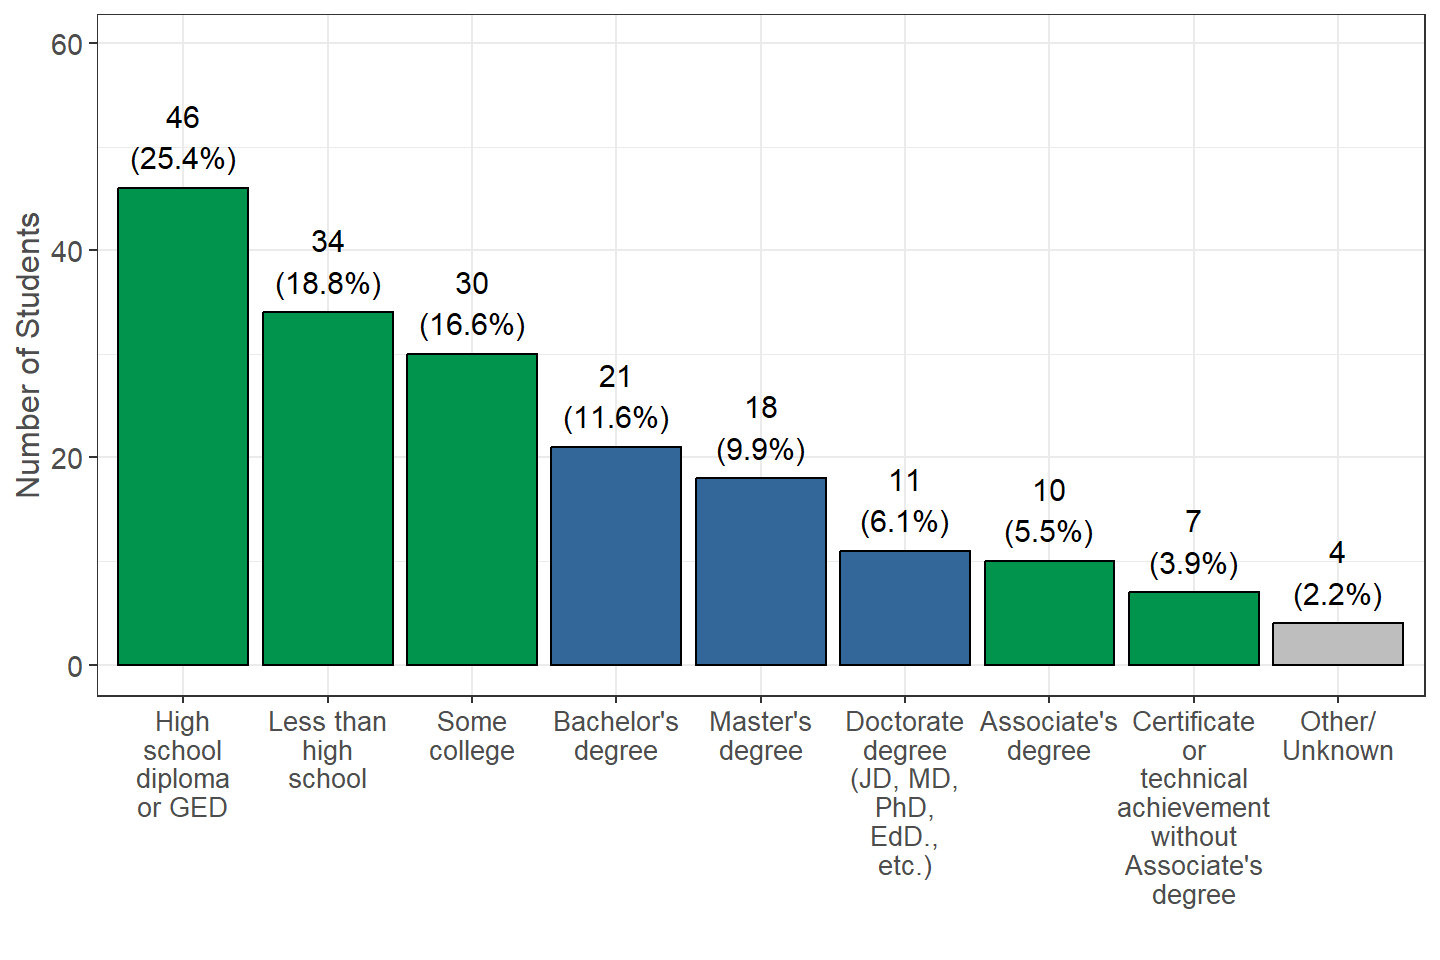 60
40
20
0
Number of Students
46
(25.4%)
34
(18.8%)
30
(16.6%)
21
(11.6%)
18
(9.9%)
11
(6.1%)
10
(5.5%)
7
(3.9%)
4
(2.2%)
High
school
diploma
or GED
Less than
high
school
Some
college
Bachelor's
degree
Master's
degree
Doctorate
degree
(JD, MD,
PhD,
EdD.,
etc.)
Associate's
degree
Certificate
or
technical
achievement
without
Associate's
degree
Other/
Unknown